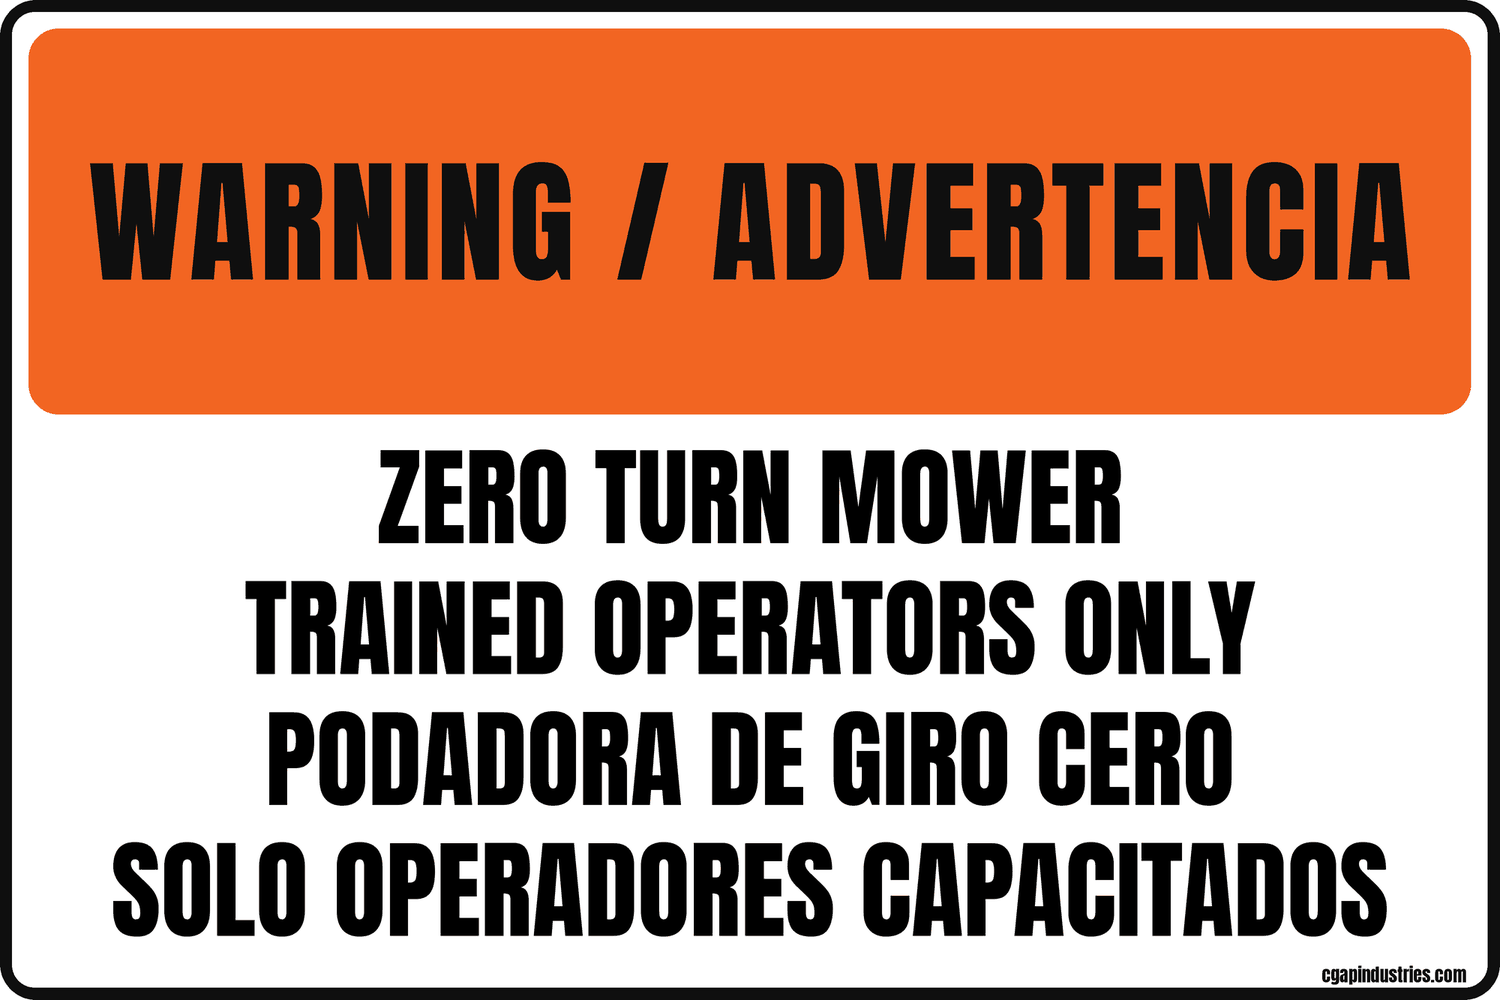 WARNING / ADVERTENCIA
ZERO TURN MOWER
TRAINED OPERATORS ONLY
PODADORA DE GIRO CERO
SOLO OPERADORES CAPACITADOS
cgapindustries.com